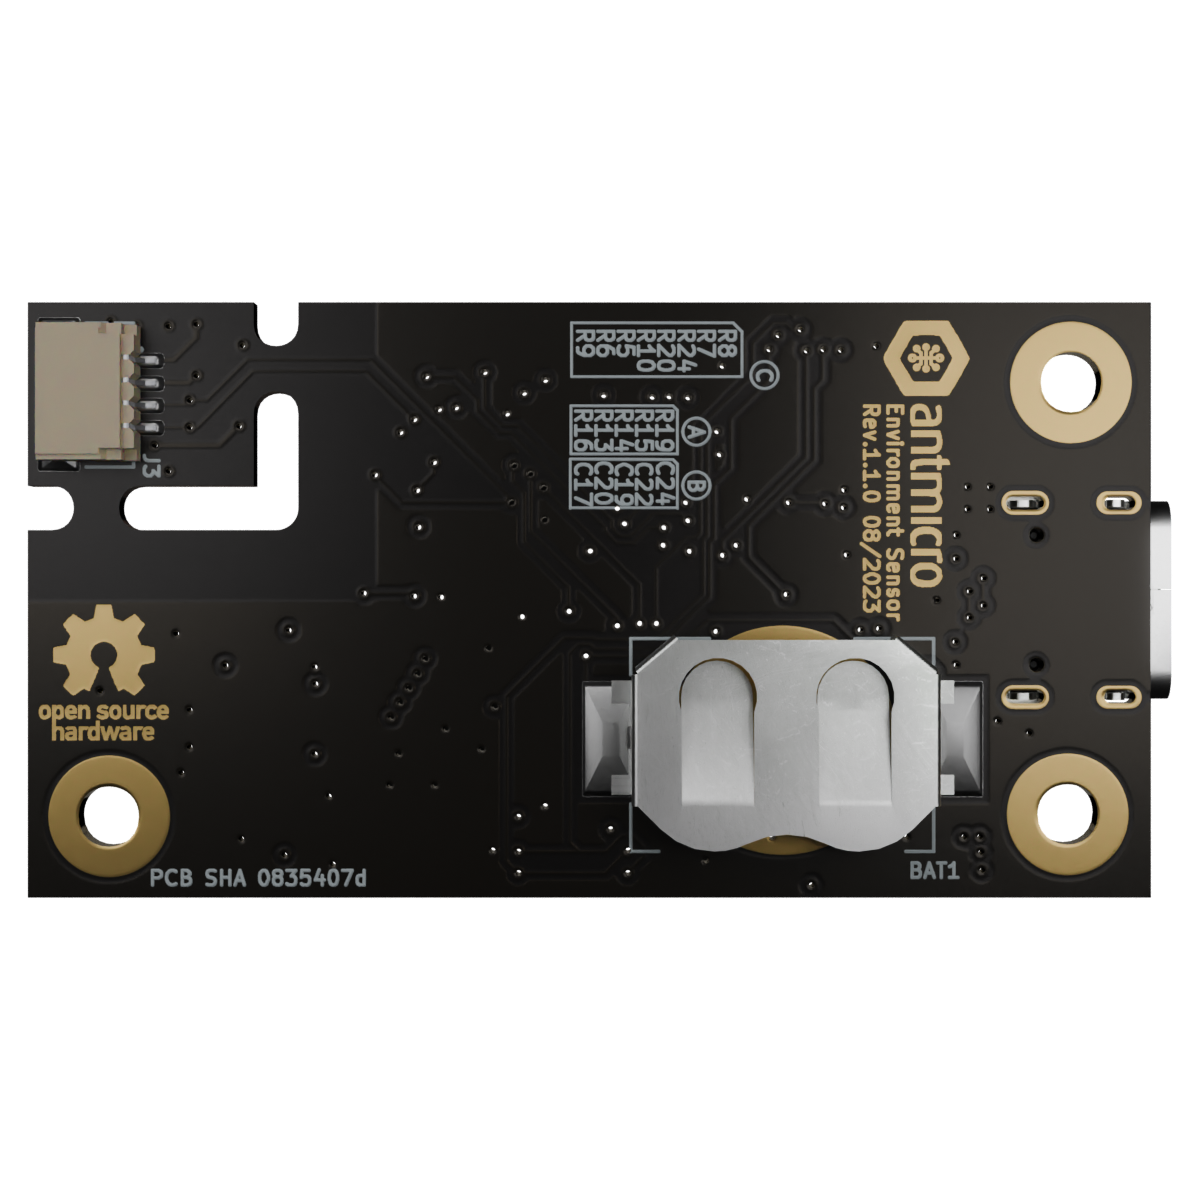 R8
R7
R24
R20
R10
R5
R6
R9
C
R19
R15
R14
R13
R16
A
C24
C22
C19
C20
C17
B
antmicro
Environment Sensor
Rev.1.1.0 08/2023
J3
open source
hardware
PCB SHA 0835407d
BAT1